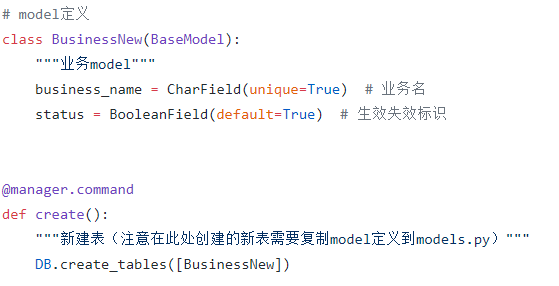 # model定义
class BusinessNew(BaseModel):
    """业务model"""
    business_name = CharField(unique=True)  # 业务名
    status = BooleanField(default=True)  # 生效失效标识
@manager.command
def create():
    """新建表（注意在此处创建的新表需要复制model定义到models.py）"""
    DB.create_tables([BusinessNew])